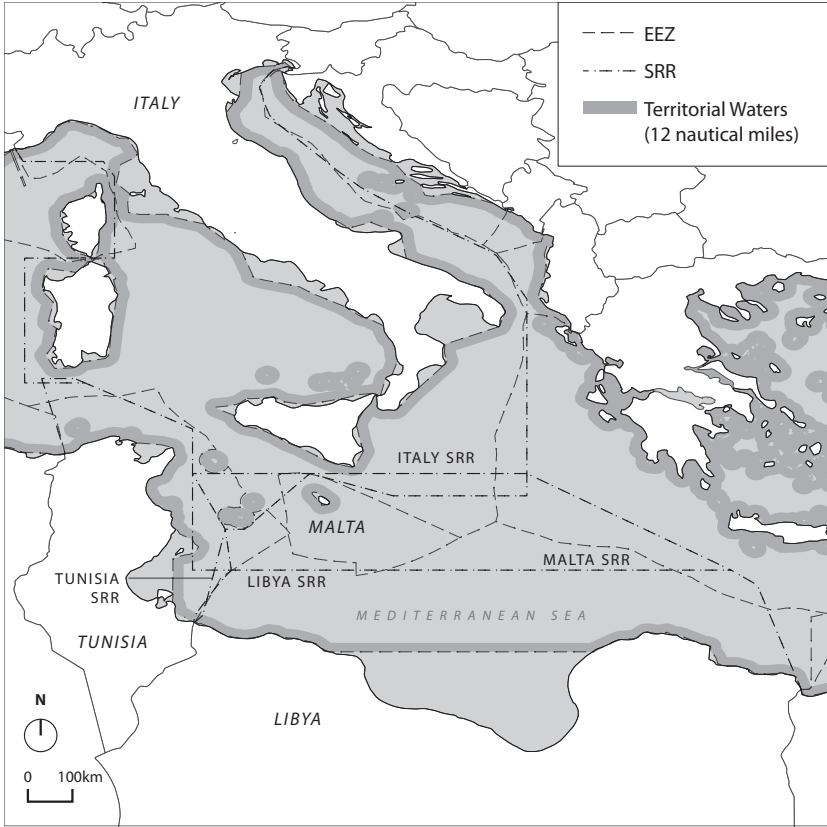 EEZ
SRR
Territorial Waters
(12 nautical miles)
ITALY
ITALY SRR
MALTA
MALTA SRR
TUNISIA
SRR
LIBYA SRR
MEDITERRANEAN SEA
TUNISIA
N
LIBYA
0 100km